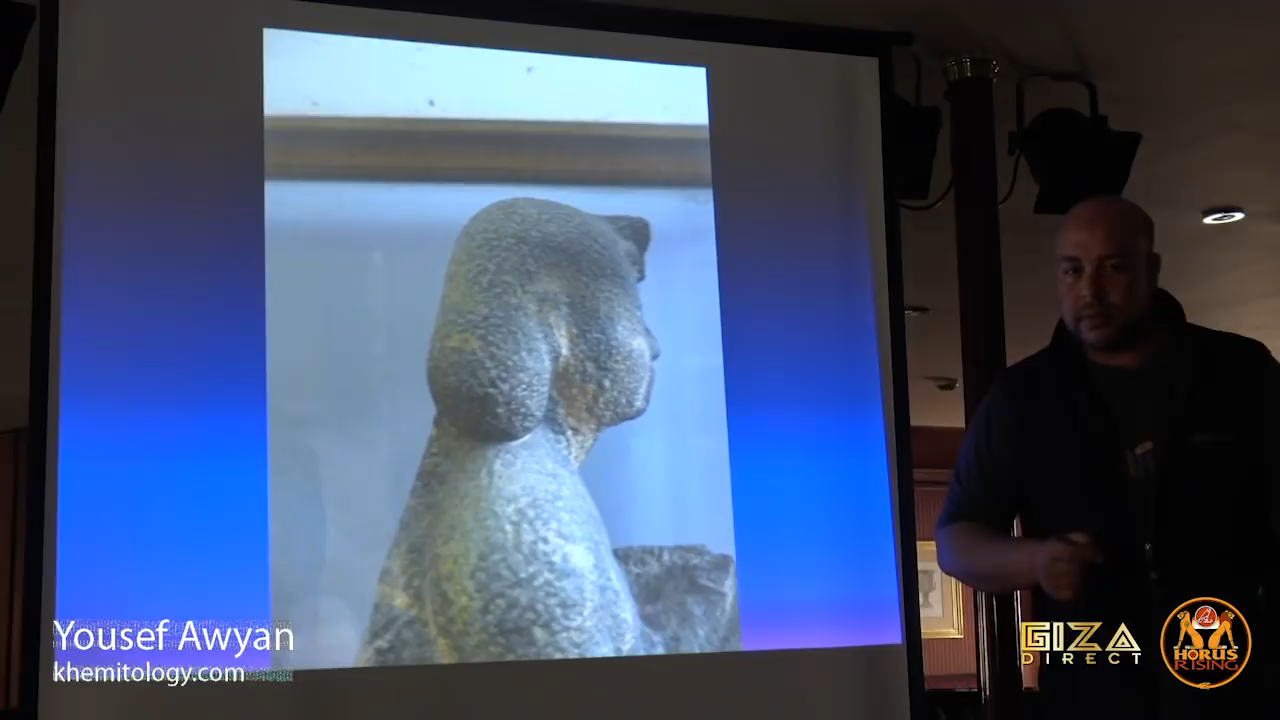 Yousef Awyan
khemitology.com
GIZA
DIRECT
HORUS
RISING